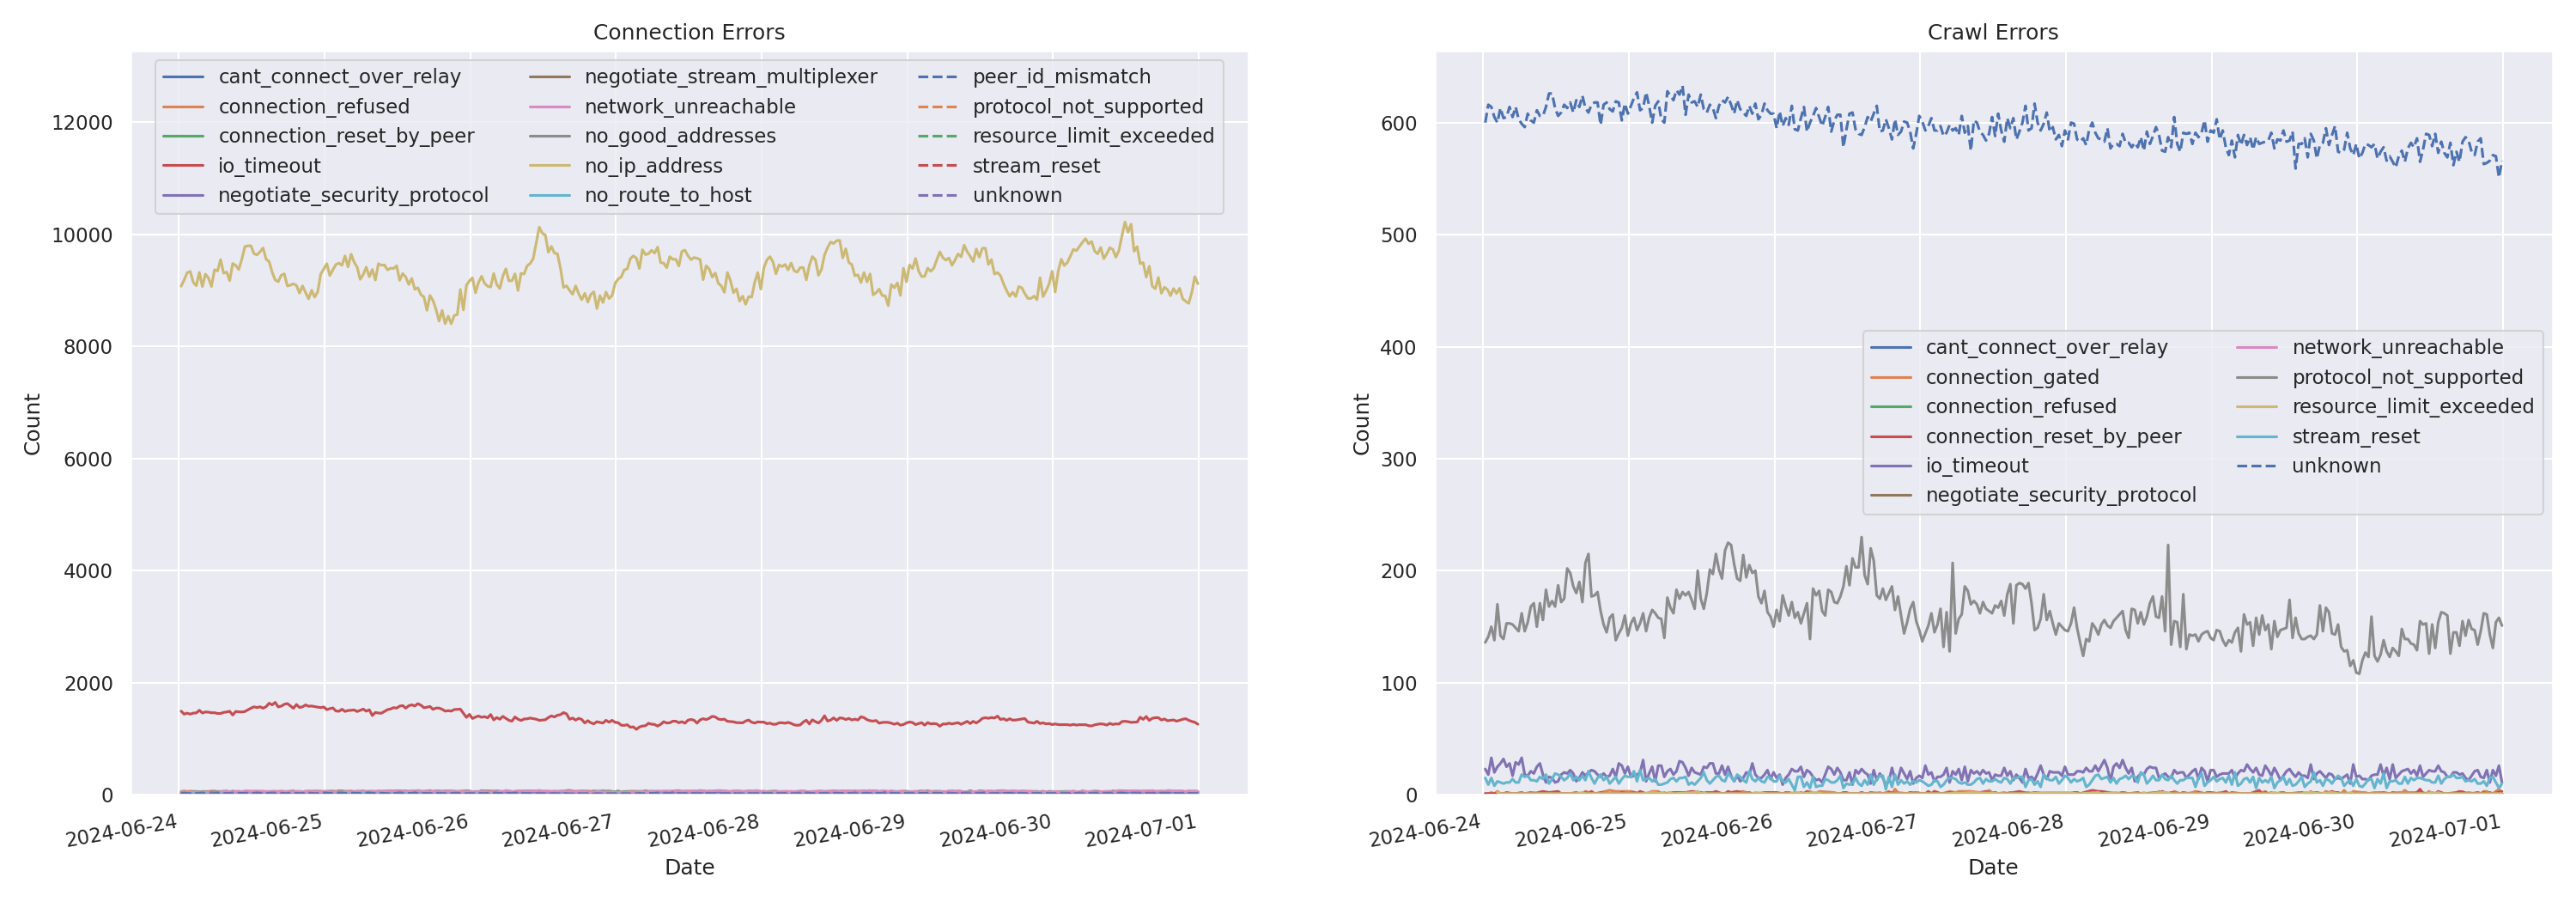 Connection Errors
cant_connect_over_relay
connection_refused
connection_reset_by_peer
io_timeout
negotiate_security_protocol
negotiate_stream_multiplexer
network_unreachable
no_good_addresses
no_ip_address
no_route_to_host
peer_id_mismatch
protocol_not_supported
resource_limit_exceeded
stream_reset
unknown
12000
10000
8000
6000
4000
2000
0
Count
2024-06-24
2024-06-25
2024-06-26
2024-06-27
2024-06-28
2024-06-29
2024-06-30
2024-07-01
Date
Crawl Errors
600
500
400
300
200
100
0
Count
cant_connect_over_relay
connection_gated
connection_refused
connection_reset_by_peer
io_timeout
negotiate_security_protocol
network_unreachable
protocol_not_supported
resource_limit_exceeded
stream_reset
unknown
2024-06-24
2024-06-25
2024-06-26
2024-06-27
2024-06-28
2024-06-29
2024-06-30
2024-07-01
Date